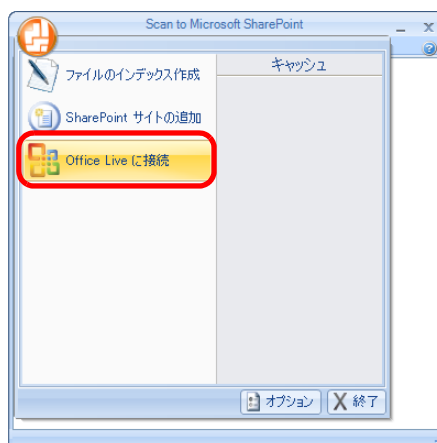 Scan to Microsoft SharePoint
キャッシュ
ファイルのインデックス作成
SharePoint サイトの追加
Office Live に接続
オプション
終了